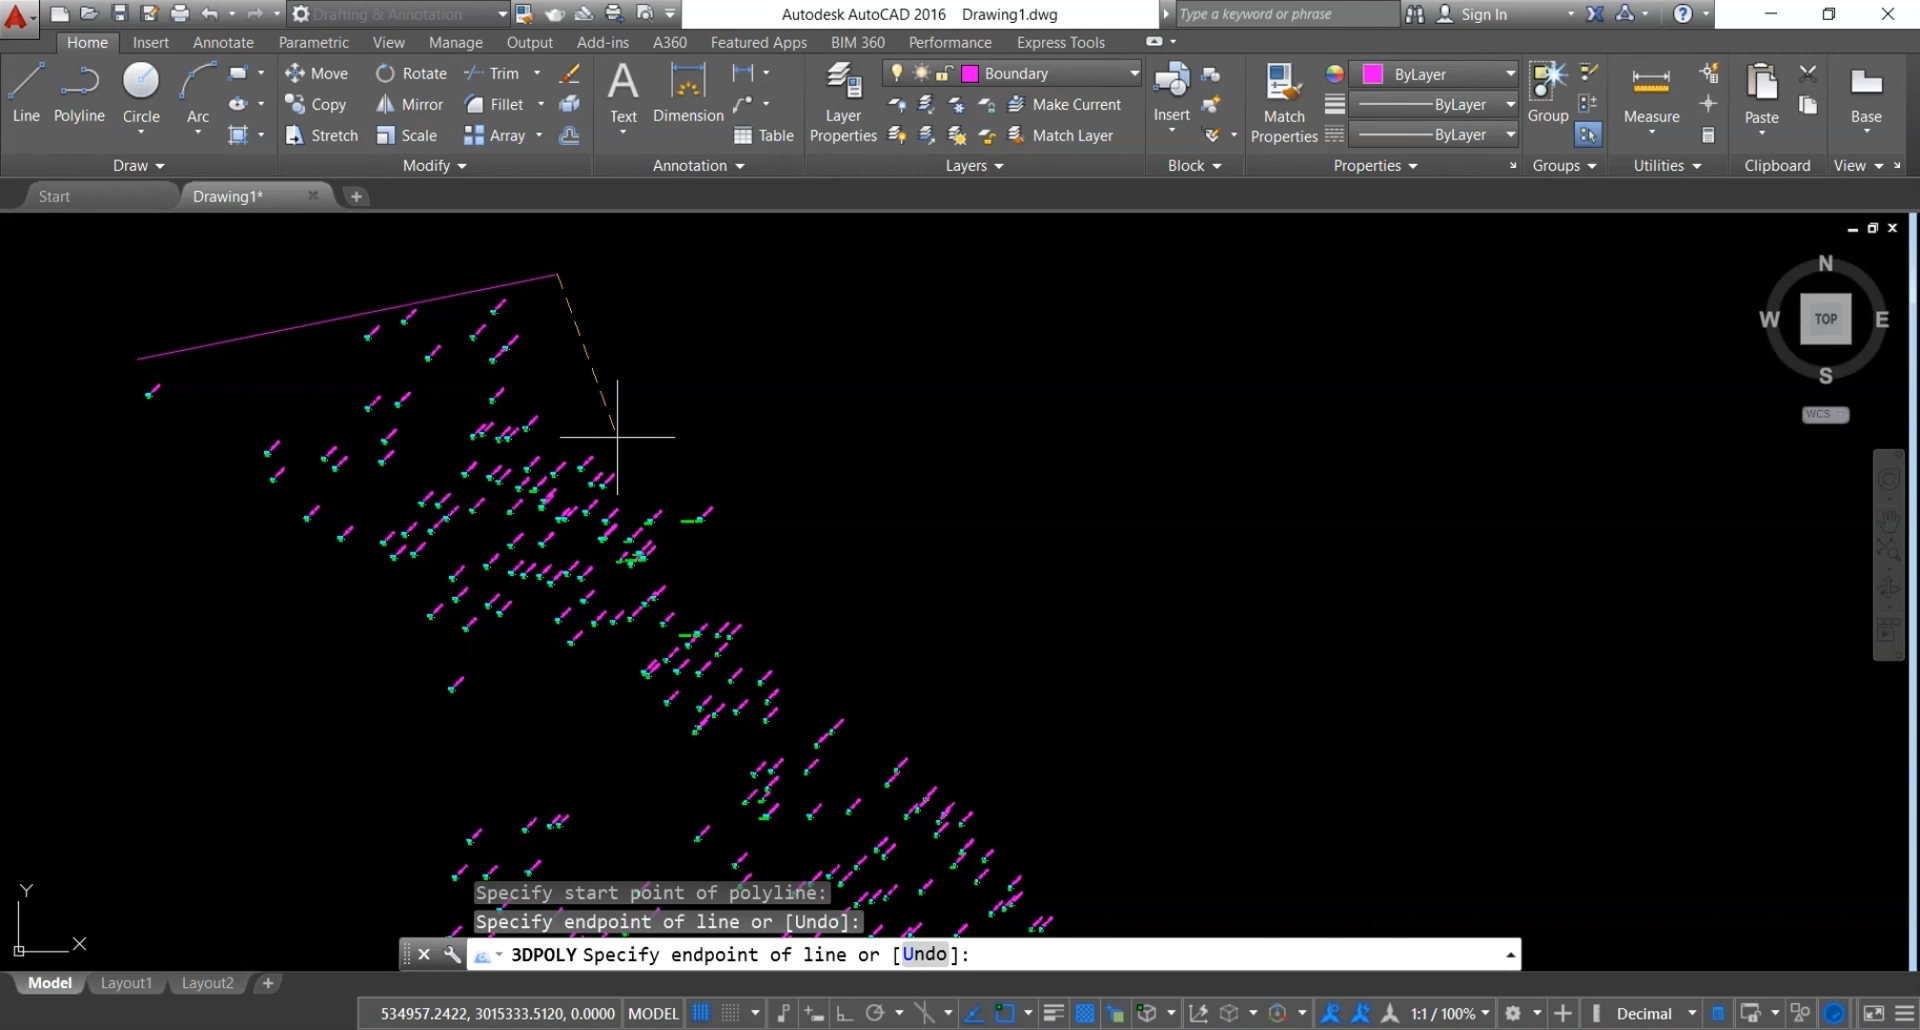 Drafting & Annotation
Autodesk AutoCAD 2016 Drawing1.dwg
Type a keyword or phrase
Sign In
Home Insert Annotate Parametric View Manage Output Add-ins A360 Featured Apps BIM 360 Performance Express Tools
Line Polyline Circle Arc
Move Rotate Trim
Copy Mirror Fillet
Stretch Scale Array
Text Dimension
Table
Layer
Properties
Boundary
Make Current
Match Layer
Insert
Match
Properties
ByLayer
ByLayer
ByLayer
Group
Measure
Paste
Base
Draw Modify Annotation Layers Block Properties Groups Utilities Clipboard View
Start Drawing1*
N
W TOP E
S
WCS
Y
X
Specify start point of polyline:
Specify endpoint of line or [Undo]:
3DPOLY Specify endpoint of line or [Undo]:
Model Layout1 Layout2
534957.2422, 3015333.5120, 0.0000 MODEL 1:1 / 100% Decimal